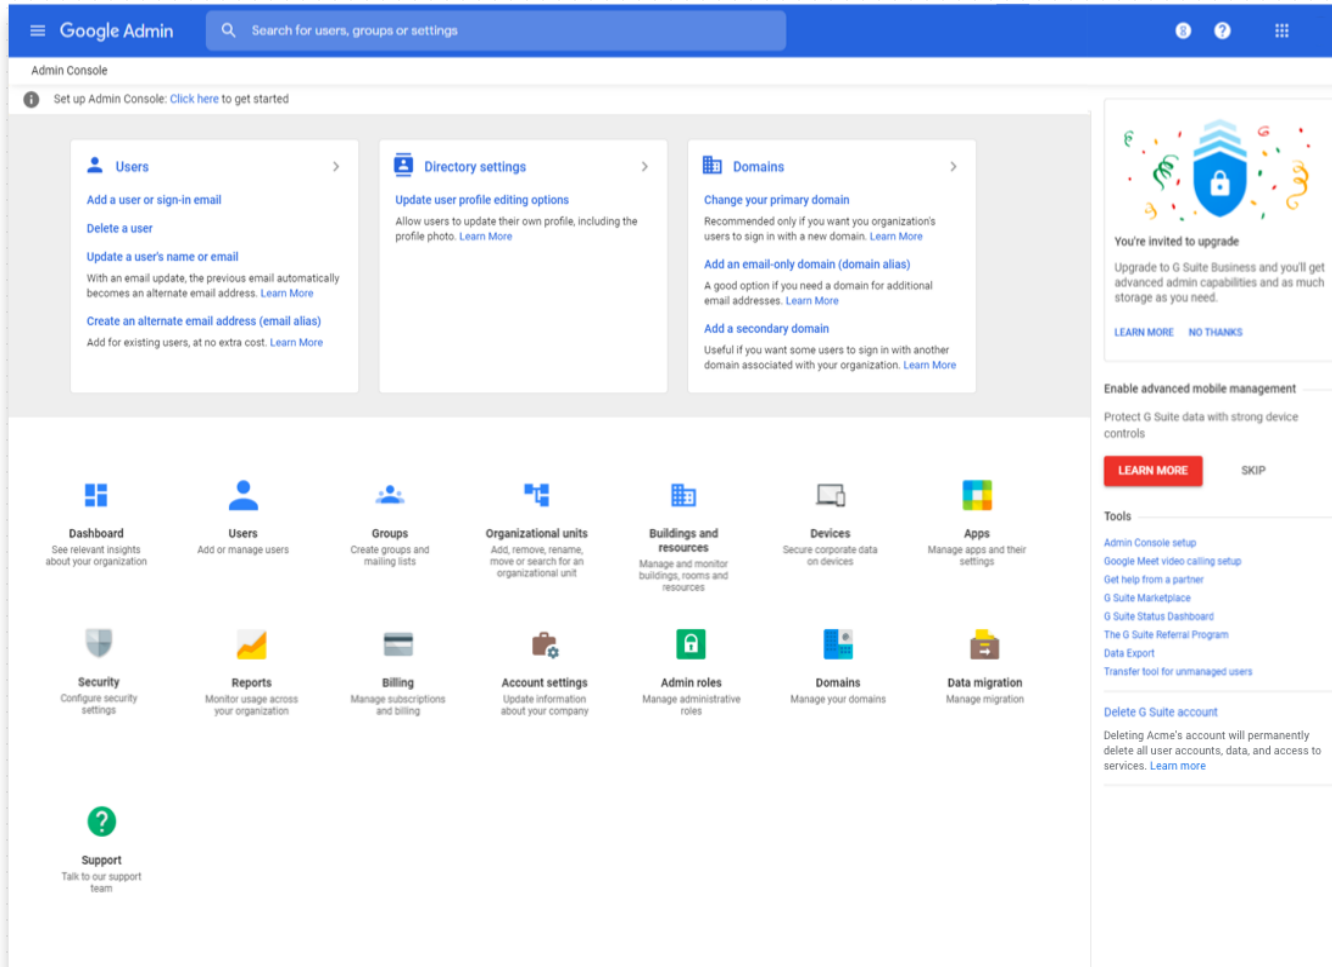 Google Admin
Search for users, groups or settings
8
?
Admin Console
Set up Admin Console: Click here to get started
Users
Add a user or sign-in email
Delete a user
Update a user's name or email
With an email update, the previous email automatically
becomes an alternate email address. Learn More
Create an alternate email address (email alias)
Add for existing users, at no extra cost. Learn More
Directory settings
Update user profile editing options
Allow users to update their own profile, including the
profile photo. Learn More
Domains
Change your primary domain
Recommended only if you want you organization's
users to sign in with a new domain. Learn More
Add an email-only domain (domain alias)
A good option if you need a domain for additional
email addresses. Learn More
Add a secondary domain
Useful if you want some users to sign in with another
domain associated with your organization. Learn More
Dashboard
See relevant insights
about your organization
Users
Add or manage users
Groups
Create groups and
mailing lists
Organizational units
Add, remove, rename,
move or search for an
organizational unit
Buildings and
resources
Manage and monitor
buildings, rooms and
resources
Devices
Secure corporate data
on devices
Apps
Manage apps and their
settings
Security
Configure security
settings
Reports
Monitor usage across
your organization
Billing
Manage subscriptions
and billing
Account settings
Update information
about your company
Admin roles
Manage administrative
roles
Domains
Manage your domains
Data migration
Manage migration
?
Support
Talk to our support
team
You're invited to upgrade
Upgrade to G Suite Business and you'll get
advanced admin capabilities and as much
storage as you need.
LEARN MORE NO THANKS
Enable advanced mobile management
Protect G Suite data with strong device
controls
LEARN MORE SKIP
Tools
Admin Console setup
Google Meet video calling setup
Get help from a partner
G Suite Marketplace
G Suite Status Dashboard
The G Suite Referral Program
Data Export
Transfer tool for unmanaged users
Delete G Suite account
Deleting Acme's account will permanently
delete all user accounts, data, and access to
services. Learn more